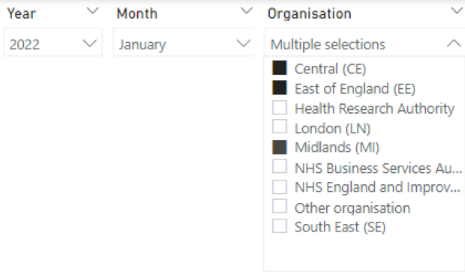 Year Month Organisation
2022 January Multiple selections
Central (CE)
East of England (EE)
Health Research Authority
London (LN)
Midlands (MI)
NHS Business Services Au...
NHS England and Improv...
Other organisation
South East (SE)